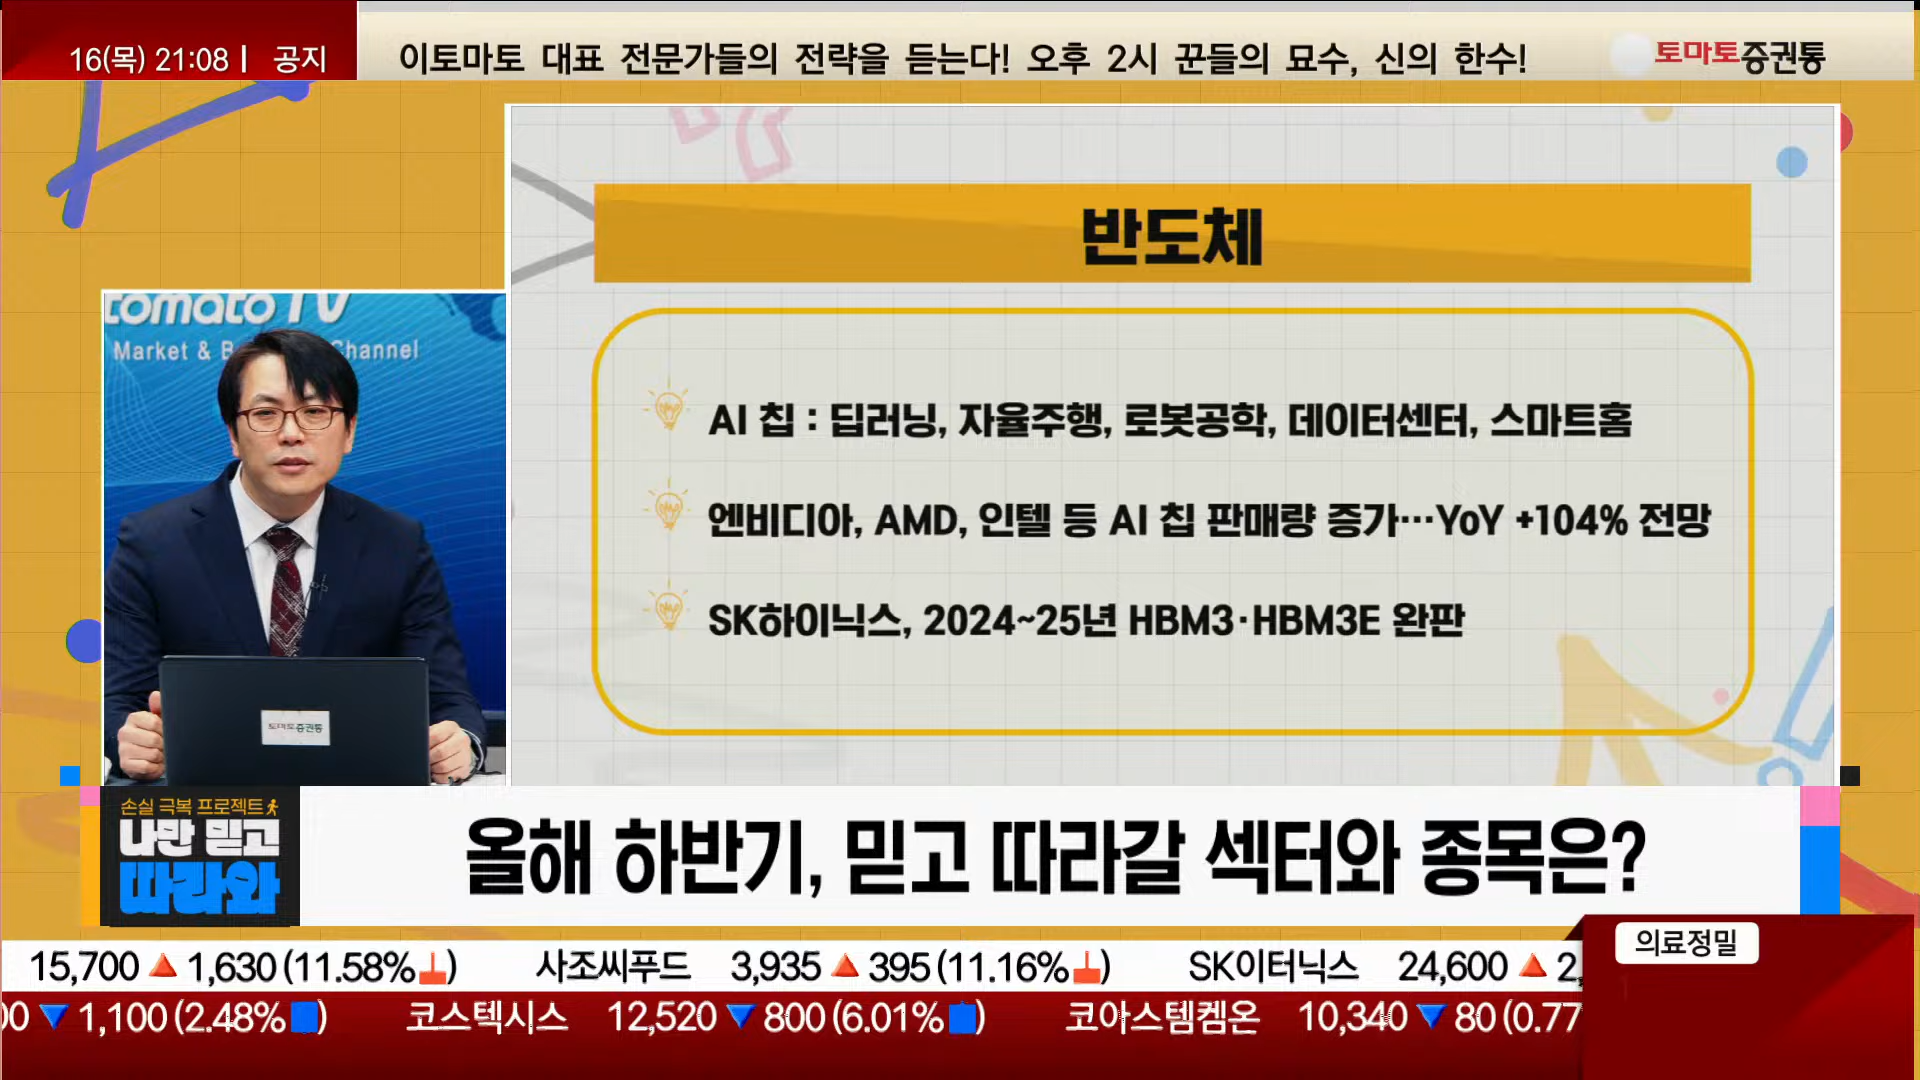 16(목) 21:08 | 공지
이토마토 대표 전문가들의 전략을 듣는다! 오후 2시 꾼들의 묘수, 신의 한수!
토마토증권통
반도체
AI 칩 : 딥러닝, 자율주행, 로봇공학, 데이터센터, 스마트홈
엔비디아, AMD, 인텔 등 AI 칩 판매량 증가…YoY +104% 전망
SK하이닉스, 2024~25년 HBM3·HBM3E 완판
tomato TV
Market & B Channel
토마토증권통
손실 극복 프로젝트
나만 믿고
따라와
올해 하반기, 믿고 따라갈 섹터와 종목은?
의료정밀
15,700 ▲ 1,630 (11.58%) 사조씨푸드 3,935 ▲ 395 (11.16%) SK이터닉스 24,600 ▲ 2,
00 ▼ 1,100 (2.48%) 코스텍시스 12,520 ▼ 800 (6.01%) 코아스템켐온 10,340 ▼ 80 (0.77